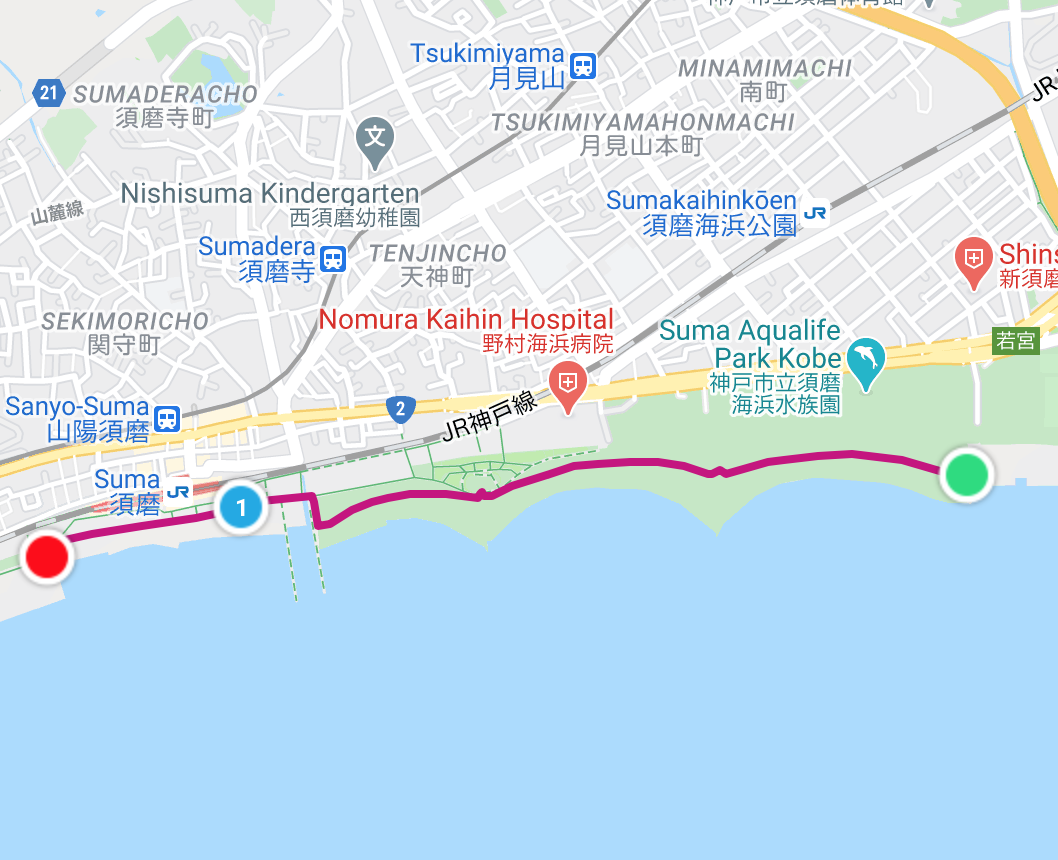 Tsukimiyama
月見山
21
SUMADERACHO
須磨寺町
MINAMIMACHI
南町
JR
TSUKIMIYAMAHONMACHI
月見山本町
文
Nishisuma Kindergarten
西須磨幼稚園
山麓線
Sumakaihinkōen
須磨海浜公園
JR
Sumadera
須磨寺
TENJINCHO
天神町
Shins
新須磨
SEKIMORICHO
関守町
Nomura Kaihin Hospital
野村海浜病院
Suma Aqualife
Park Kobe
神戸市立須磨
海浜水族園
若宮
Sanyo-Suma
山陽須磨
2
JR神戸線
Suma
須磨
JR
1